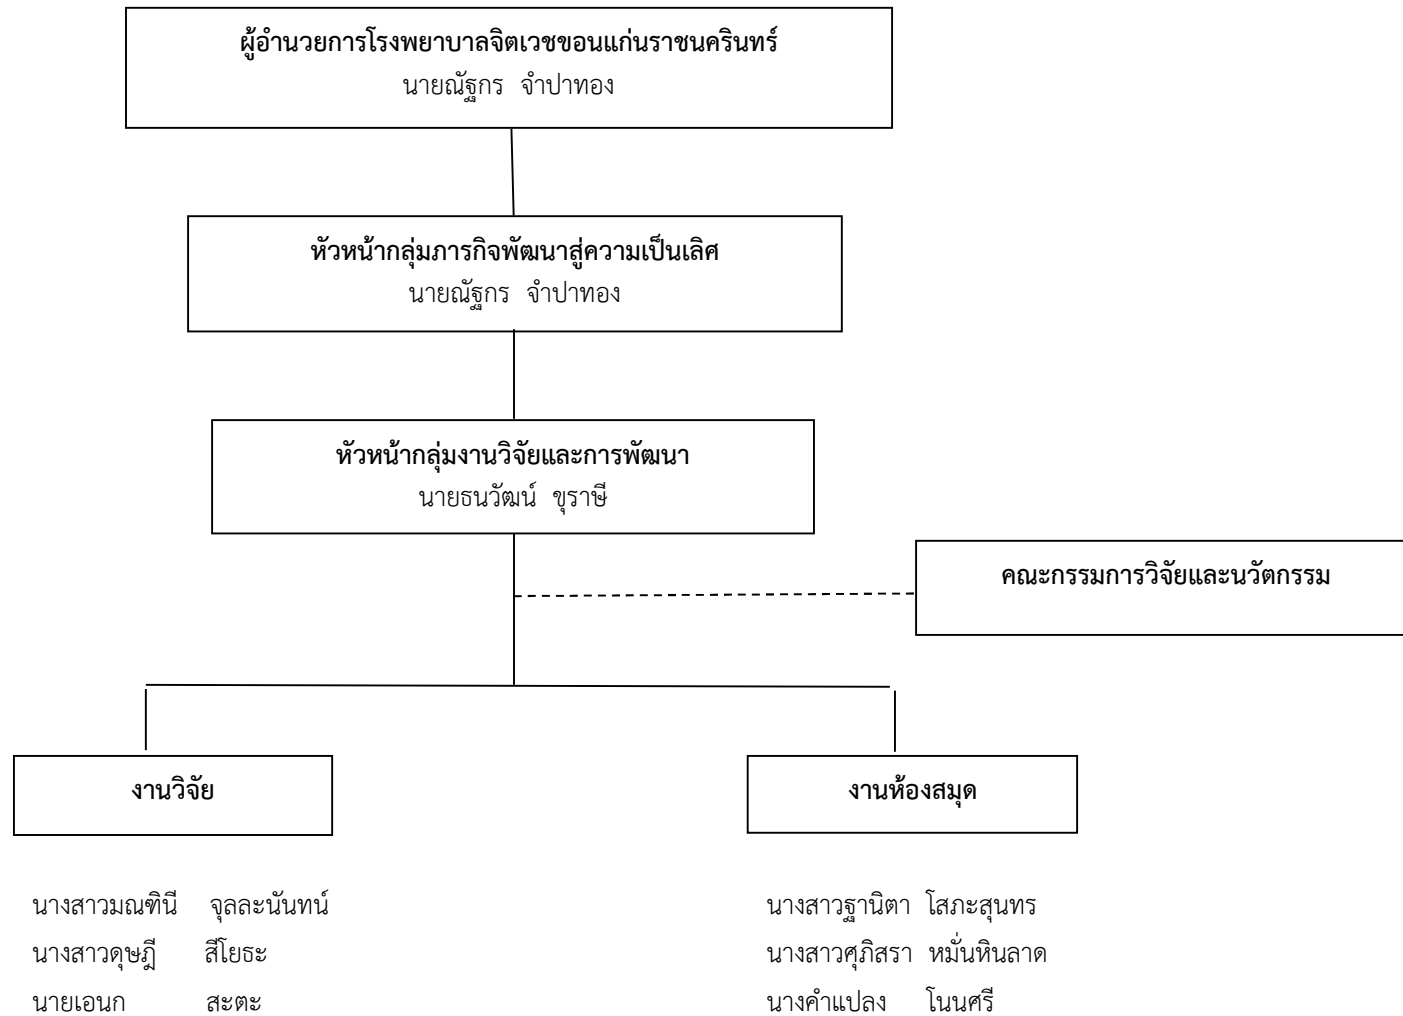 ผู้อำนวยการโรงพยาบาลจิตเวชขอนแก่นราชนครินทร์
นายณัฐกร จำปาทอง
หัวหน้ากลุ่มภารกิจพัฒนาสู่ความเป็นเลิศ
นายณัฐกร จำปาทอง
หัวหน้ากลุ่มงานวิจัยและการพัฒนา
นายธนวัฒน์ ขุราษี
คณะกรรมการวิจัยและนวัตกรรม
งานวิจัย
งานห้องสมุด
นางสาวมณฑินี จุลละนันทน์
นางสาวดุษฎี สีโยธะ
นายเอนก สะตะ
นางสาวฐานิตา โสภะสุนทร
นางสาวศุภิสรา หมั่นหินลาด
นางคำแปลง โนนศรี